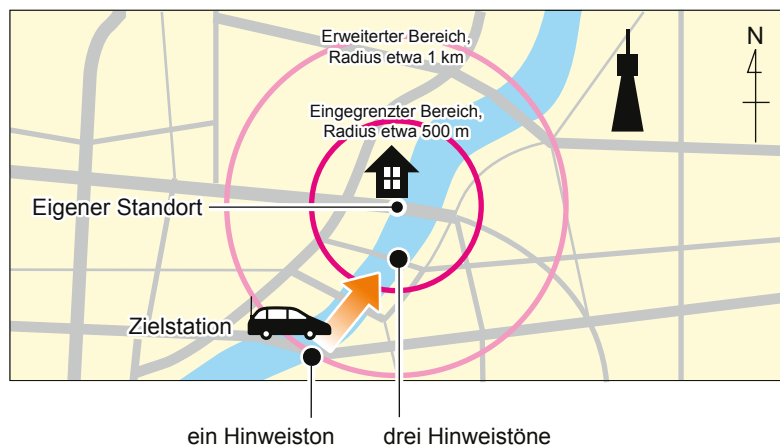 Erweiterter Bereich,
Radius etwa 1 km
N
Eingegrenzter Bereich,
Radius etwa 500 m
Eigener Standort
Zielstation
ein Hinweiston
drei Hinweistöne